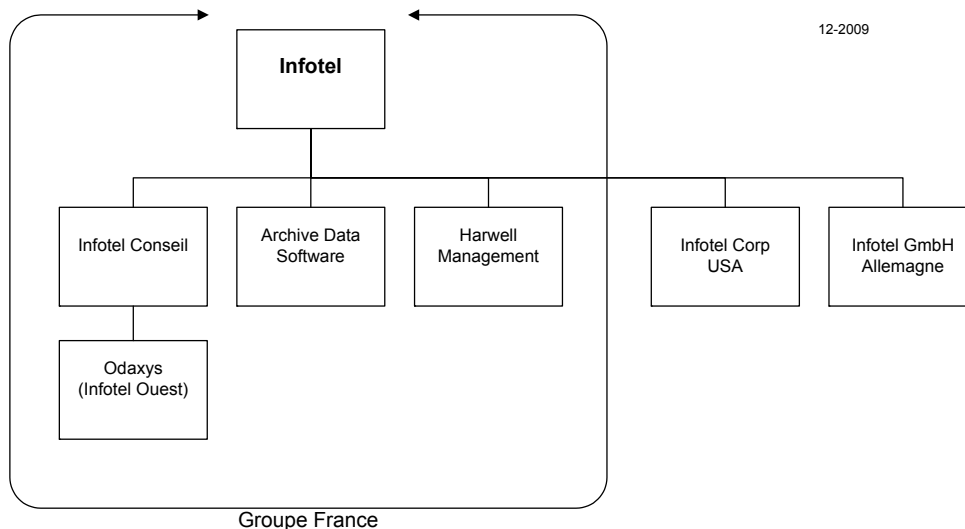 12-2009
Infotel
Infotel Conseil
Archive Data
Software
Harwell
Management
Infotel Corp
USA
Infotel GmbH
Allemagne
Odaxys
(Infotel Ouest)
Groupe France